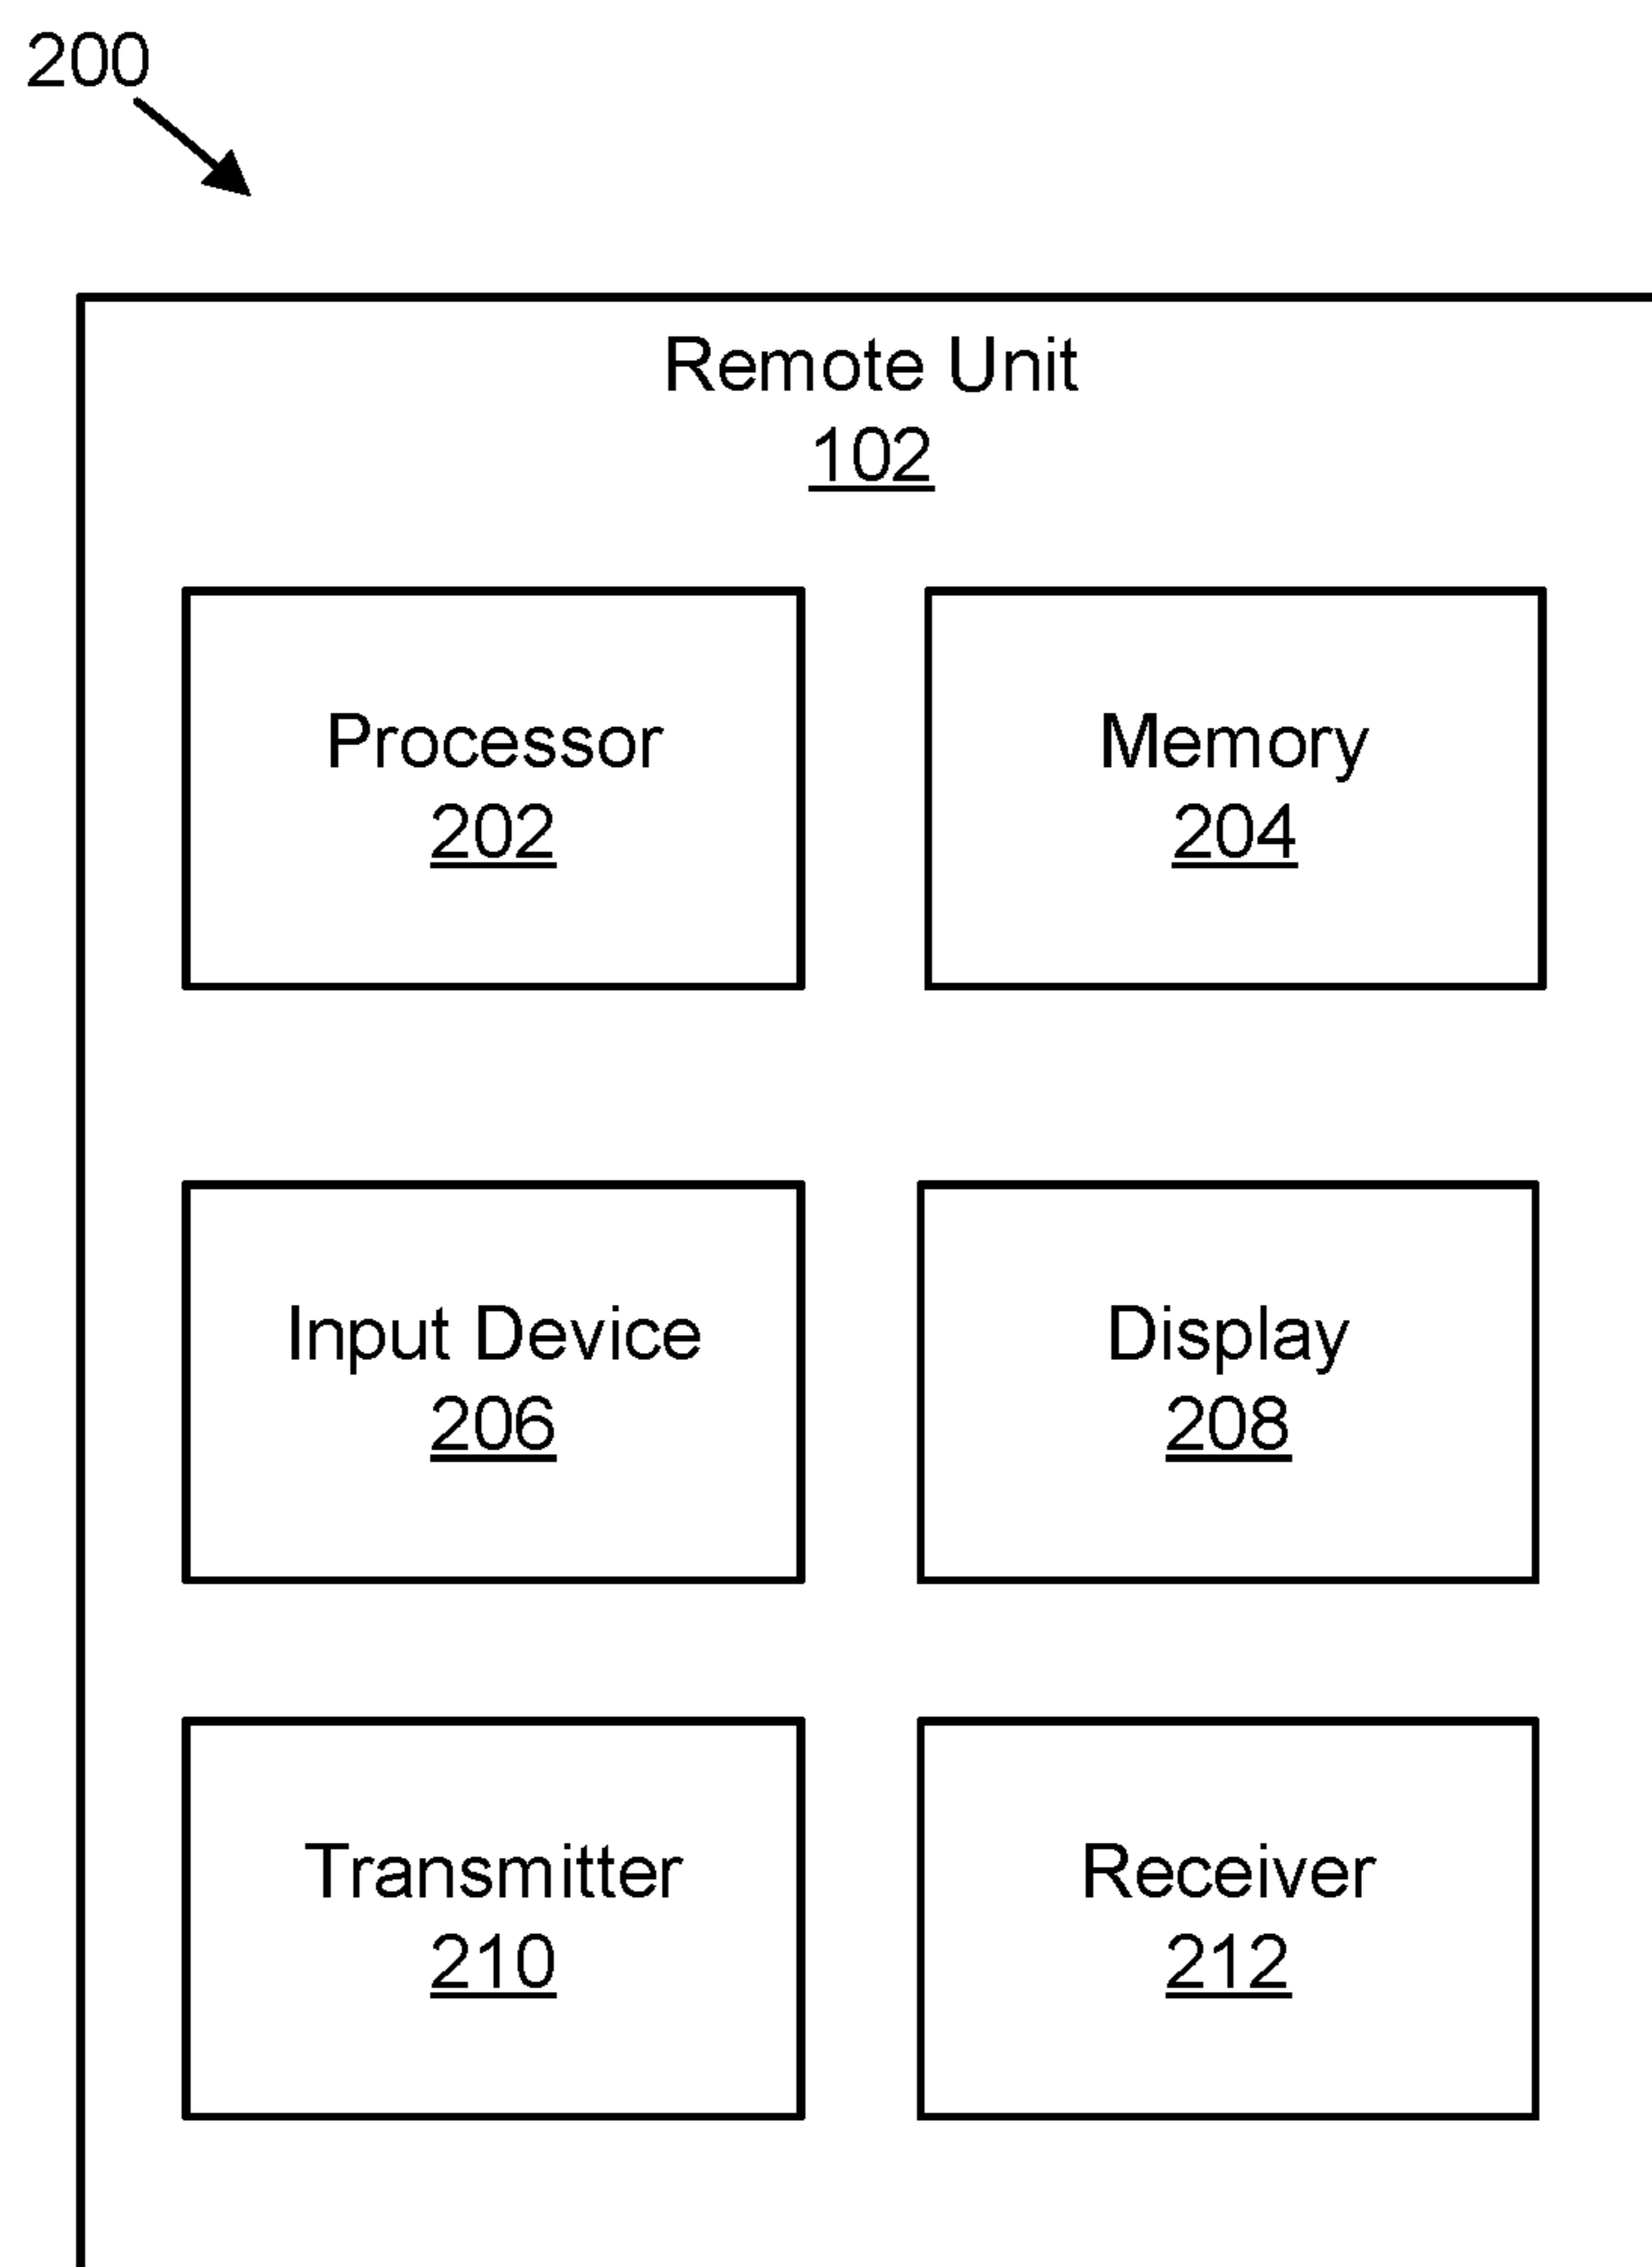 200
Remote Unit
102
Processor
202
Memory
204
Input Device
206
Display
208
Transmitter
210
Receiver
212